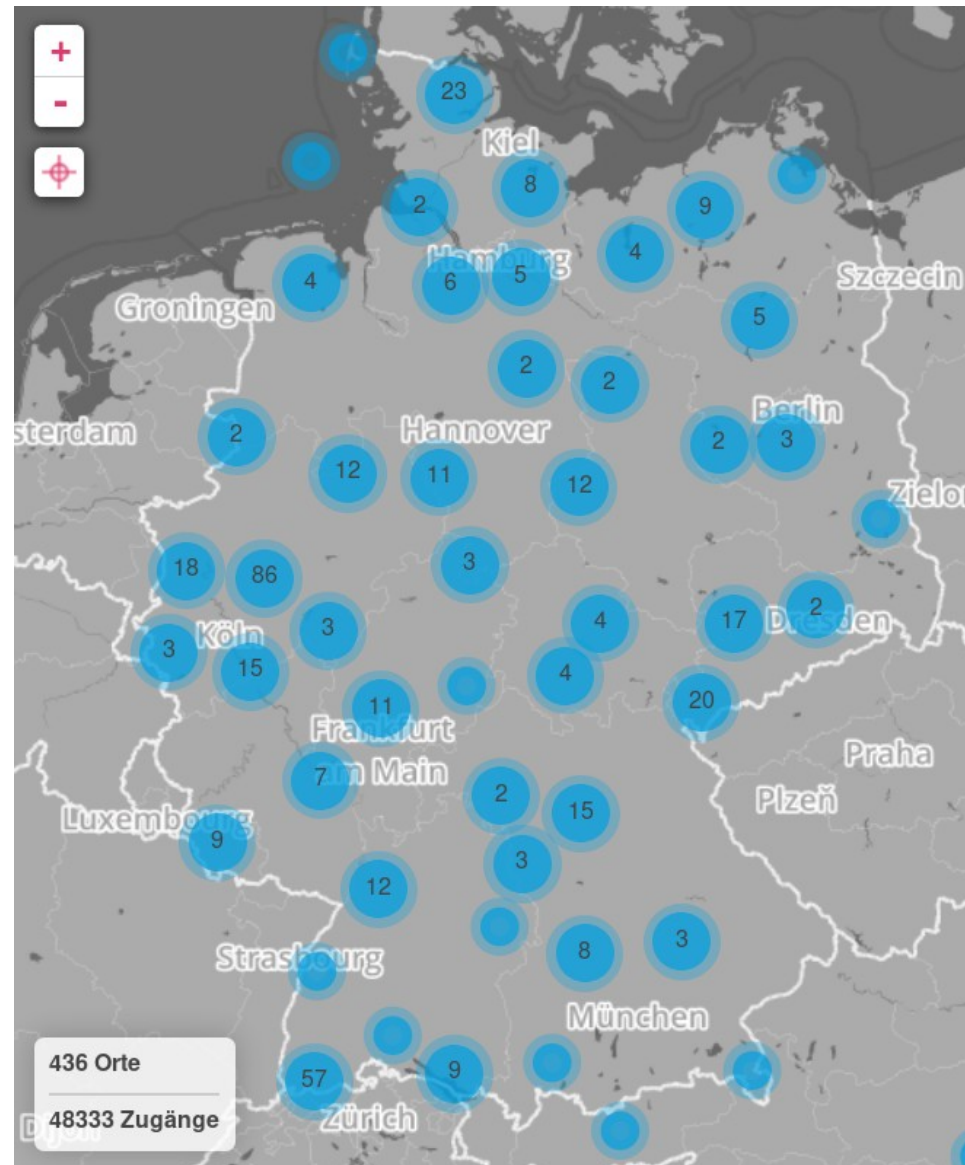 +
23
-
Kiel
8
2
9
Hamburg
4
5
Szczecin
4
6
Groningen
5
2
2
Berlin
sterdam
Hannover
2
2
3
12
11
12
Zielor
3
18
86
4
2
17
Dresden
3
Köln
3
15
4
20
11
Frankfurt
am Main
Praha
7
2
Plzeň
15
Luxembourg
9
3
12
3
8
Strasbourg
München
436 Orte
9
57
48333 Zugänge
Zürich
Dijon